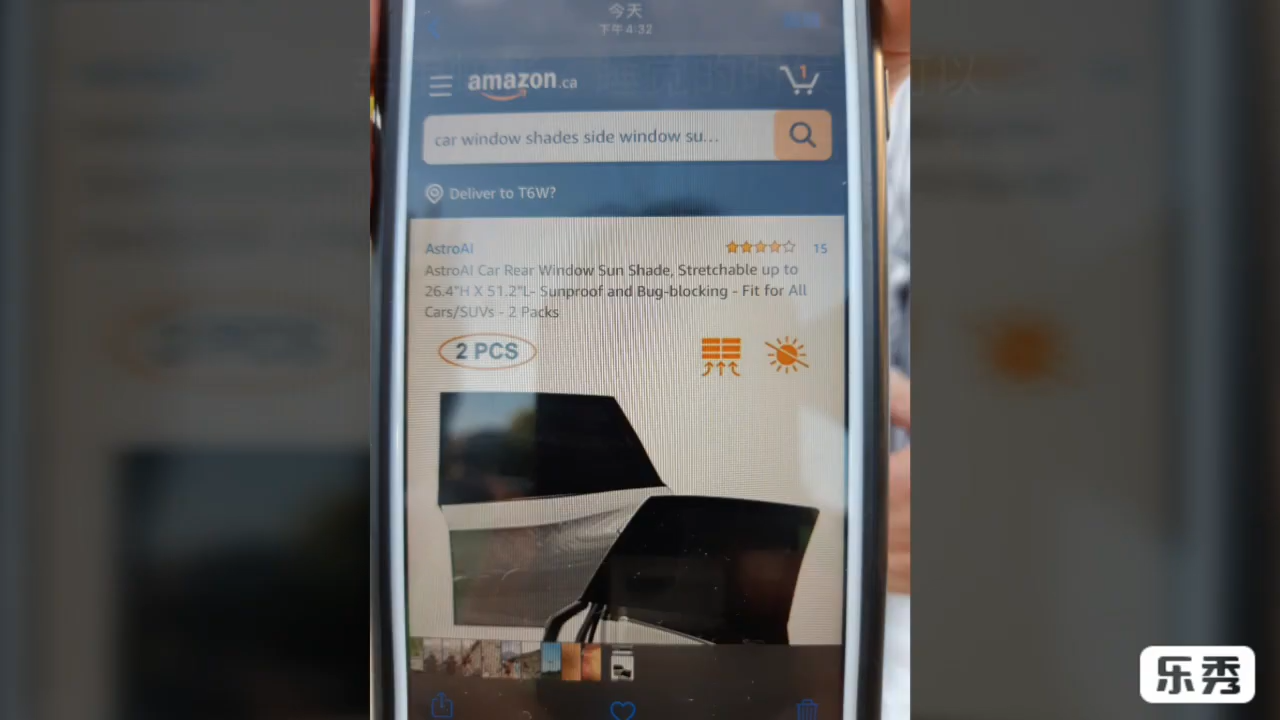 今天
下午4:32
amazon.ca
1
car window shades side window su...
Deliver to T6W?
AstroAI
15
AstroAI Car Rear Window Sun Shade, Stretchable up to
26.4"H X 51.2"L- Sunproof and Bug-blocking - Fit for All
Cars/SUVs - 2 Packs
2 PCS
乐秀